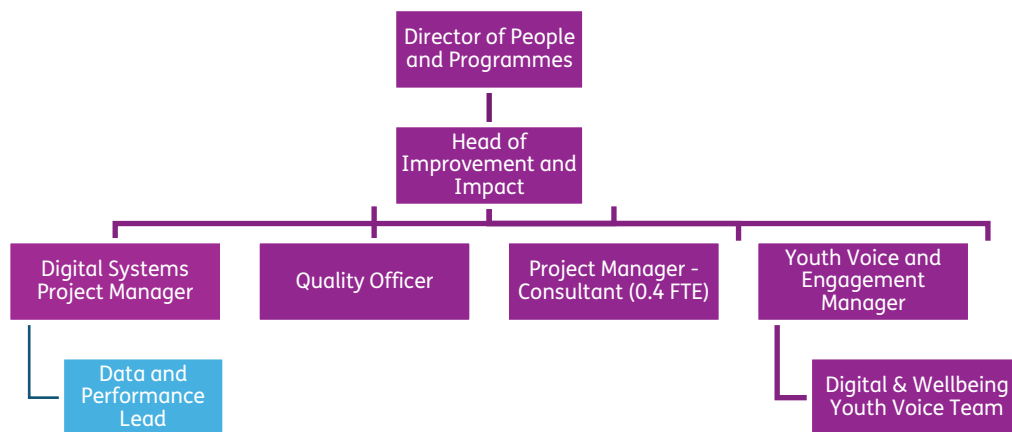 Director of People
and Programmes
Head of
Improvement and
Impact
Digital Systems
Project Manager
Quality Officer
Project Manager -
Consultant (0.4 FTE)
Youth Voice and
Engagement
Manager
Data and
Performance
Lead
Digital & Wellbeing
Youth Voice Team